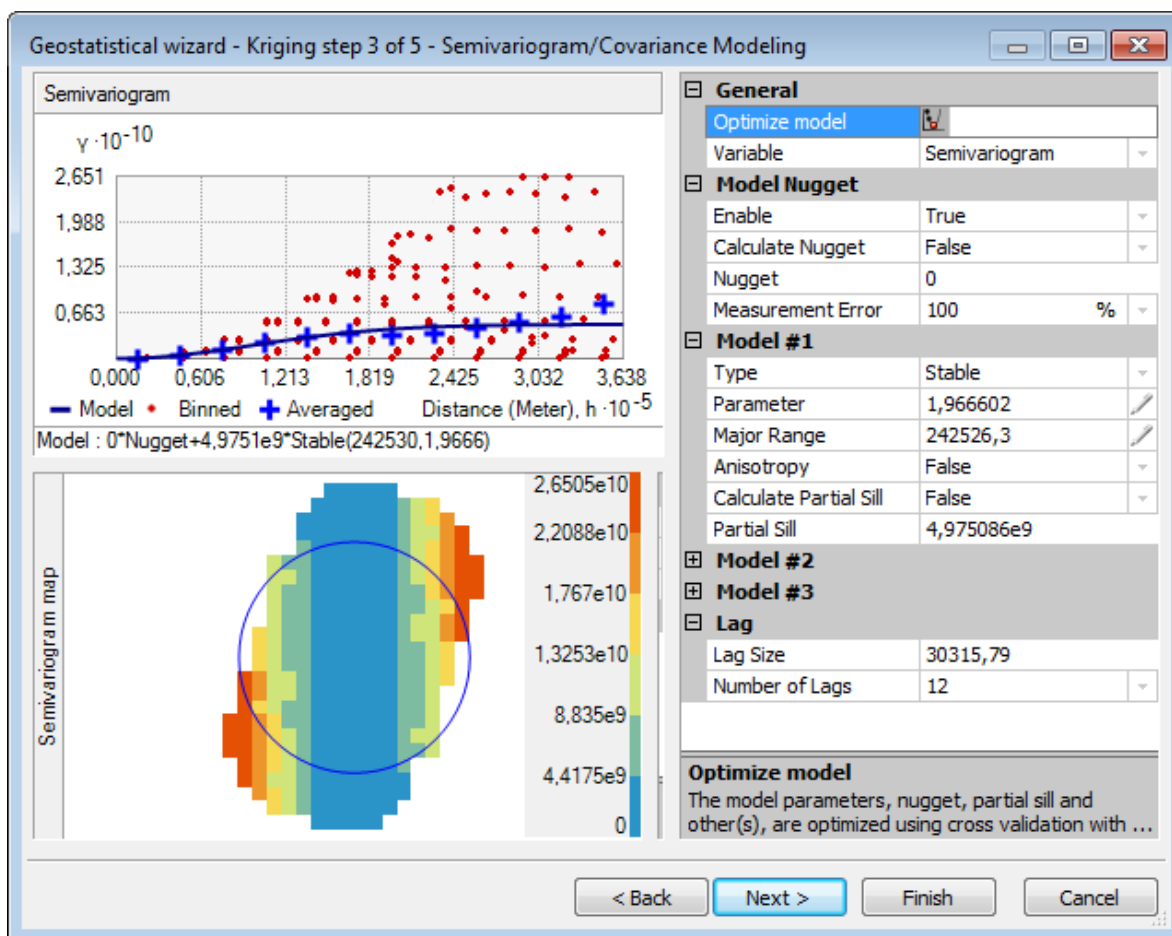 Geostatistical wizard - Kriging step 3 of 5 - Semivariogram/Covariance Modeling
Semivariogram
γ ·10-10
2,651
1,988
1,325
0,663
0,000 0,606 1,213 1,819 2,425 3,032 3,638
Model Binned Averaged Distance (Meter), h ·10-5
Model : 0*Nugget+4,9751e9*Stable(242530,1,9666)
Semivariogram map
2,6505e10
2,2088e10
1,767e10
1,3253e10
8,835e9
4,4175e9
0
General
Optimize model
Variable Semivariogram
Model Nugget
Enable True
Calculate Nugget False
Nugget 0
Measurement Error 100 %
Model #1
Type Stable
Parameter 1,966602
Major Range 242526,3
Anisotropy False
Calculate Partial Sill False
Partial Sill 4,975086e9
Model #2
Model #3
Lag
Lag Size 30315,79
Number of Lags 12
Optimize model
The model parameters, nugget, partial sill and
other(s), are optimized using cross validation with ...
< Back Next > Finish Cancel